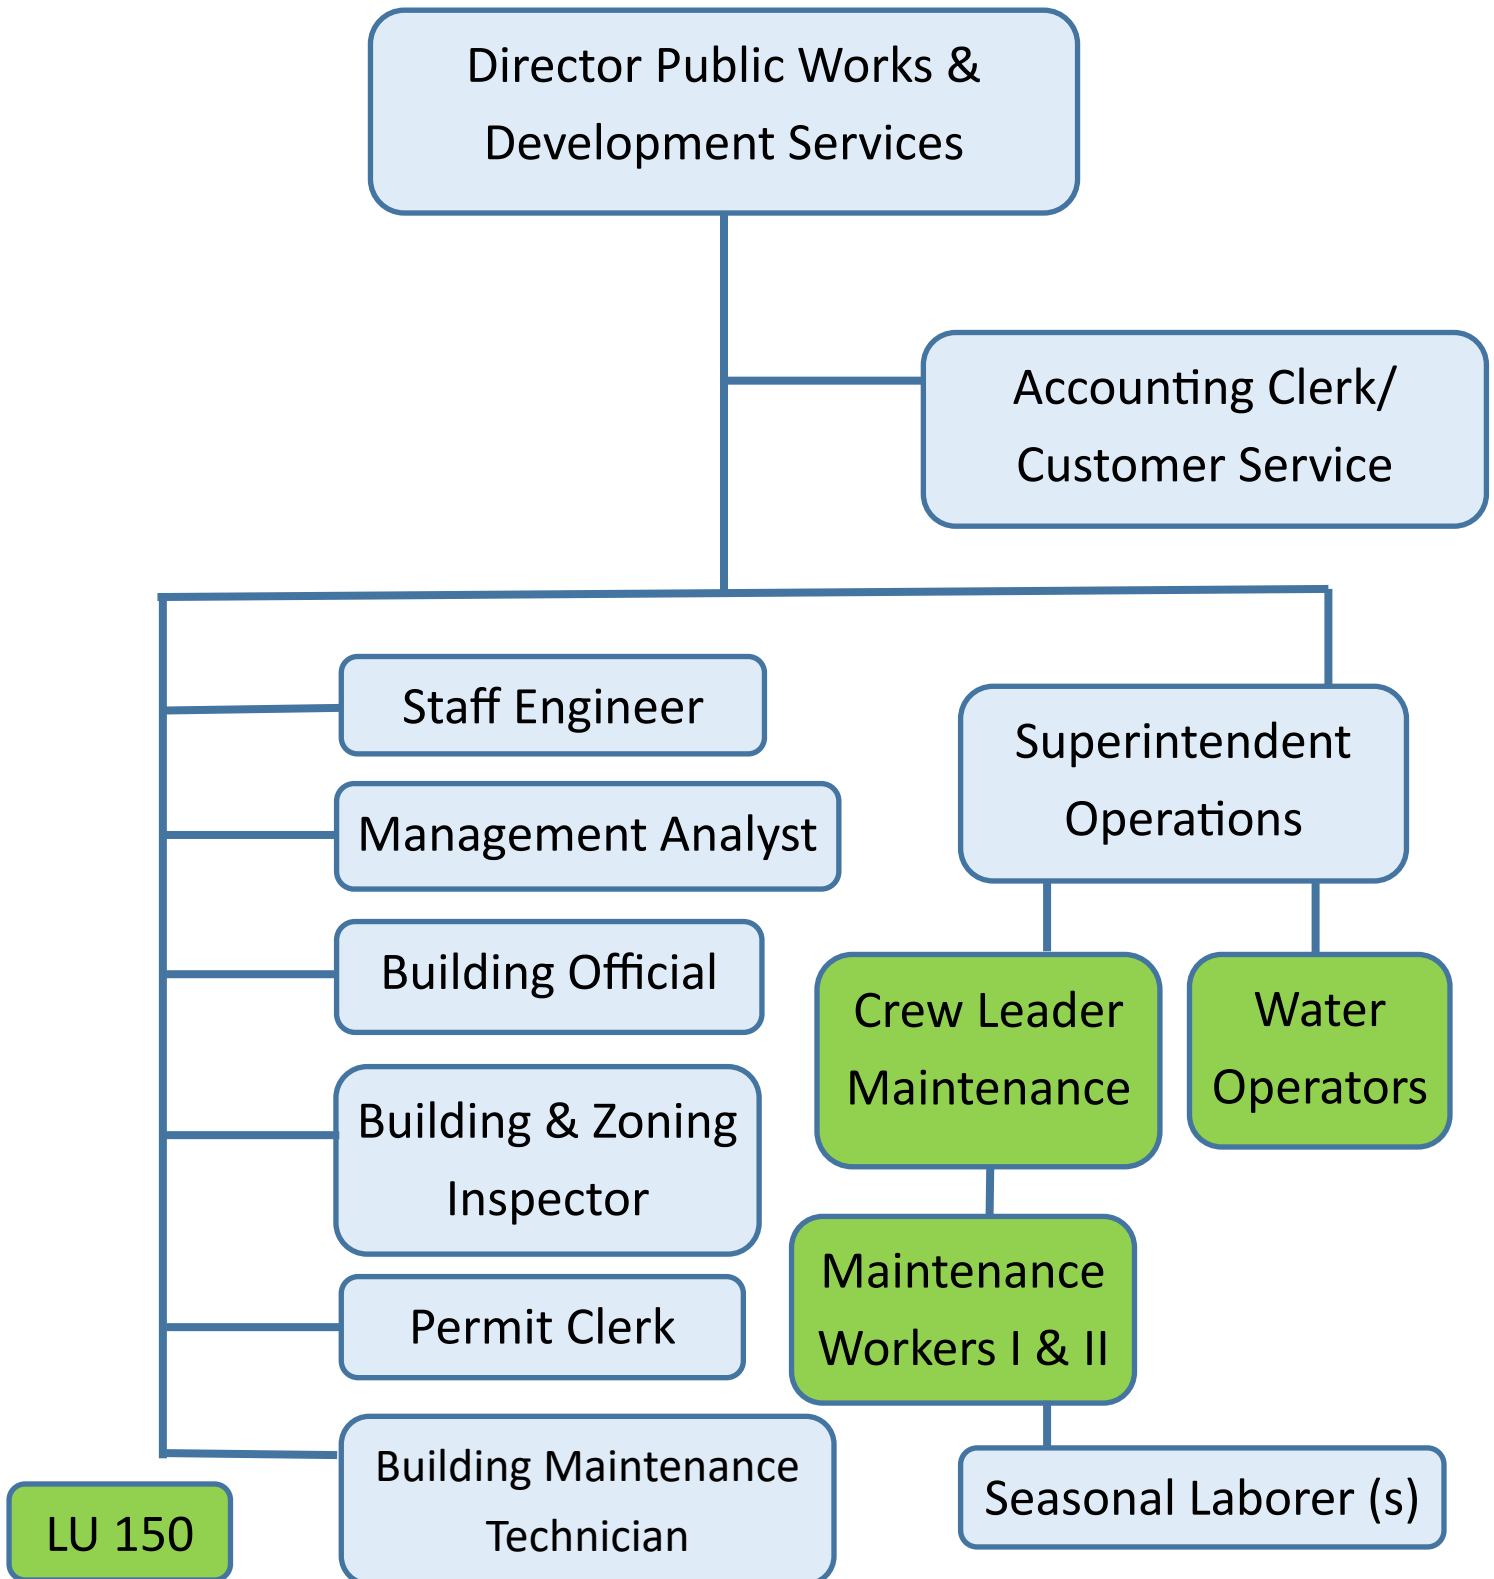 Director Public Works &
Development Services
Accounting Clerk/
Customer Service
Staff Engineer
Management Analyst
Building Official
Building & Zoning
Inspector
Permit Clerk
Building Maintenance
Technician
Superintendent
Operations
Crew Leader
Maintenance
Water
Operators
Maintenance
Workers I & II
Seasonal Laborer (s)
LU 150